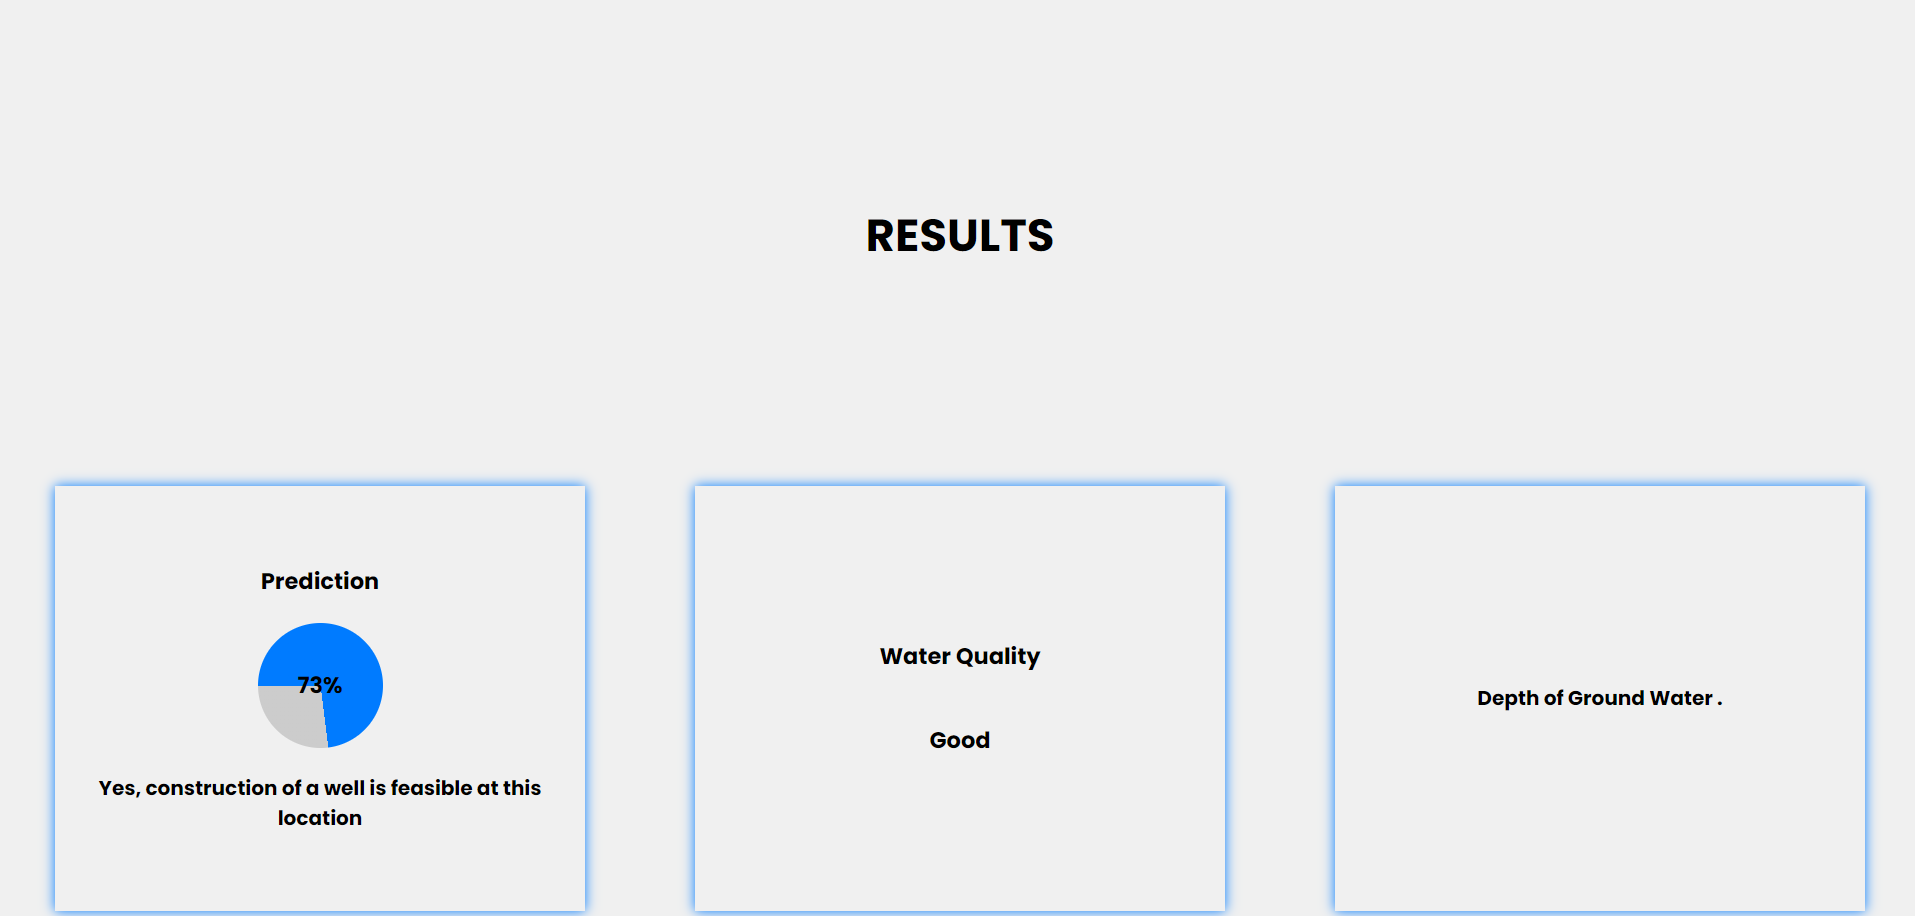 RESULTS
Prediction
73%
Yes, construction of a well is feasible at this
location
Water Quality
Good
Depth of Ground Water .